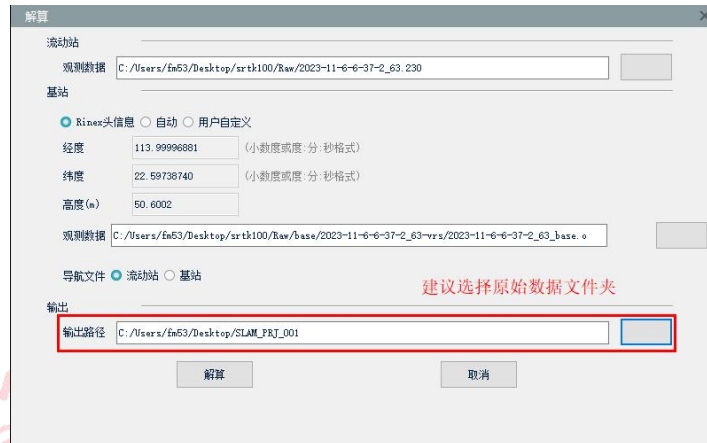 解算
流动站
观测数据 C:/Users/fm53/Desktop/srtk100/Raw/2023-11-6-6-37-2_63.230
基站
Rinex头信息 自动 用户自定义
经度 113.99996881 (小数度或度:分:秒格式)
纬度 22.59738740 (小数度或度:分:秒格式)
高度(m) 50.6002
观测数据 C:/Users/fm53/Desktop/srtk100/Raw/base/2023-11-6-6-37-2_63-vrs/2023-11-6-6-37-2_63_base.o
导航文件 流动站 基站
建议选择原始数据文件夹
输出
输出路径 C:/Users/fm53/Desktop/SLAM_PRJ_001
解算 取消